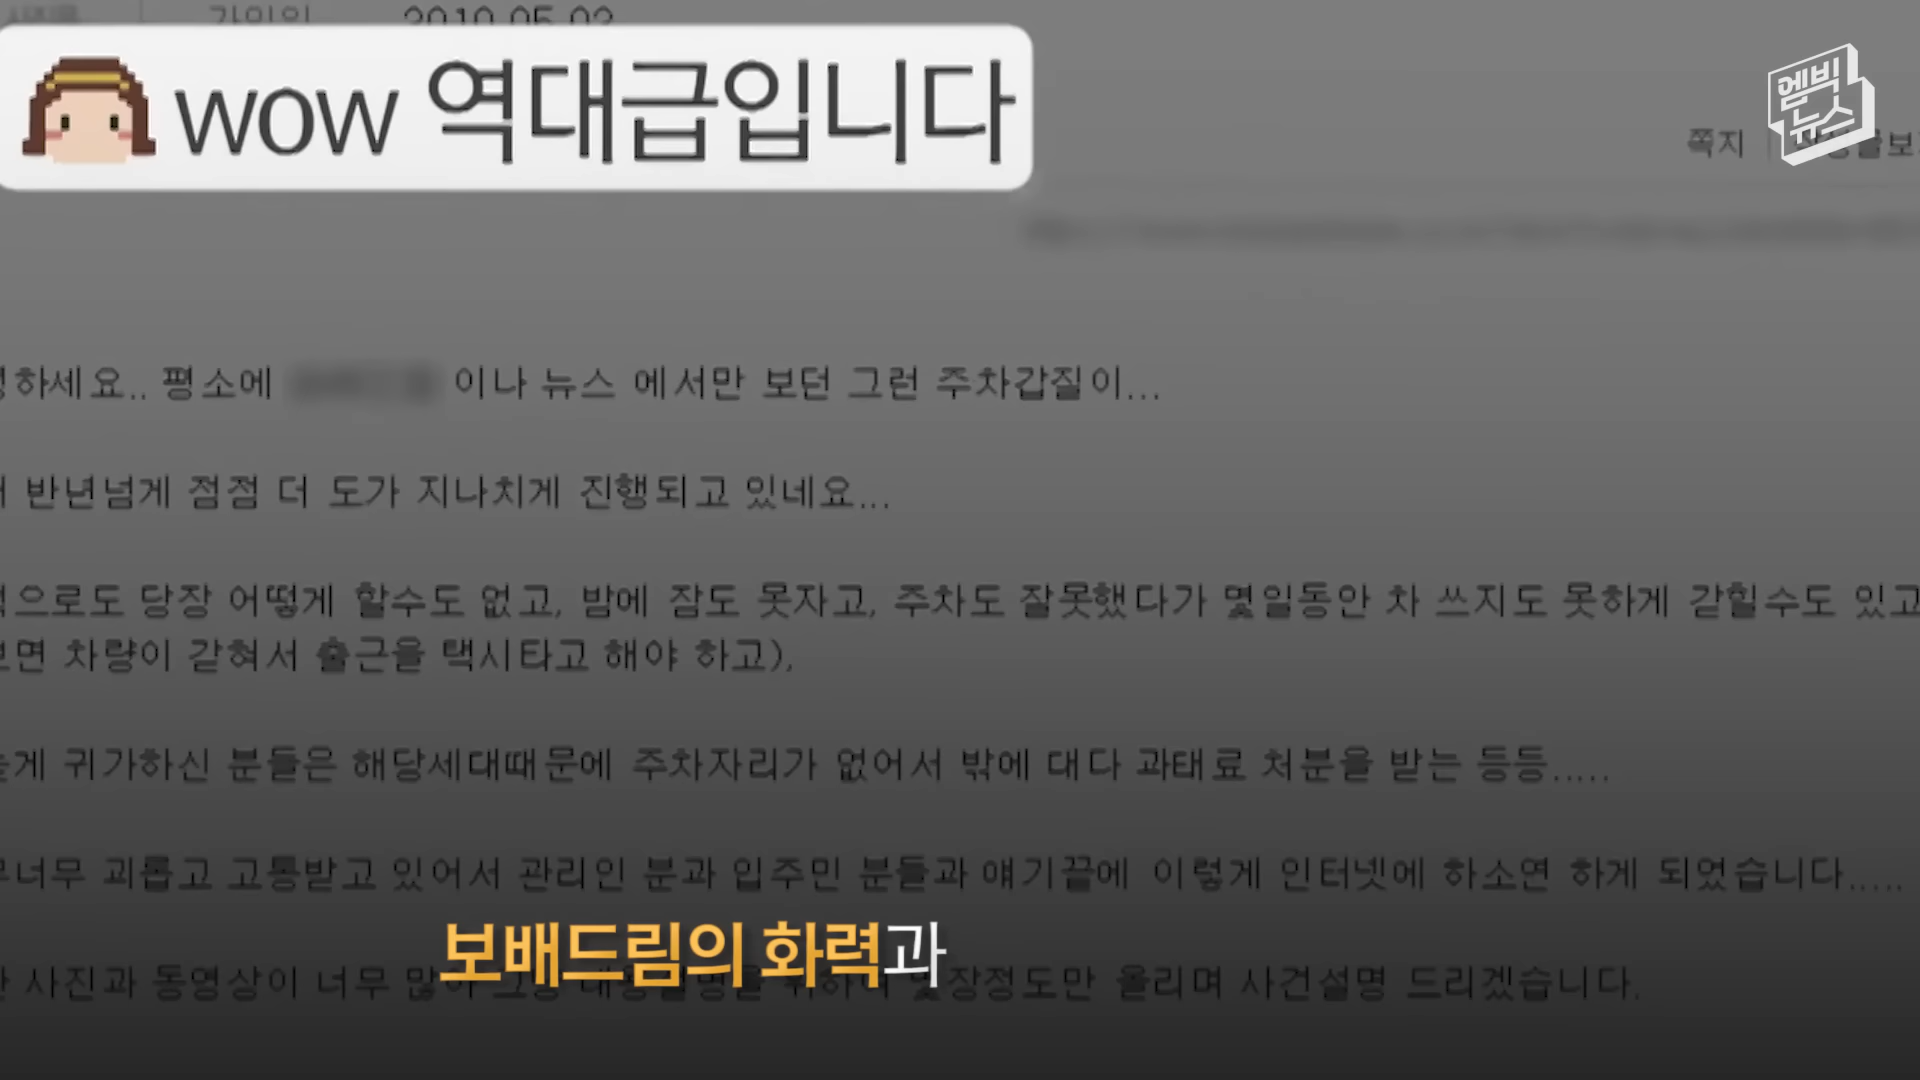 가입일 2010.05.02
wow 역대급입니다
엠빅
뉴스
쪽지
하세요.. 평소에 이나 뉴스 에서만 보던 그런 주차갑질이...
반년넘게 점점 더 도가 지나치게 진행되고 있네요...
으로도 당장 어떻게 할수도 없고, 밤에 잠도 못자고, 주차도 잘못했다가 몇일동안 차 쓰지도 못하게 갇힐수도 있고
면 차량이 갇혀서 출근을 택시타고 해야 하고),
게 귀가하신 분들은 해당세대때문에 주차자리가 없어서 밖에 대다 과태료 처분을 받는 등등.....
너무 괴롭고 고통받고 있어서 관리인 분과 입주민 분들과 얘기끝에 이렇게 인터넷에 하소연 하게 되었습니다.....
보배드림의 화력과
사진과 동영상이 너무 많아 몇장정도만 올리며 사건설명 드리겠습니다.